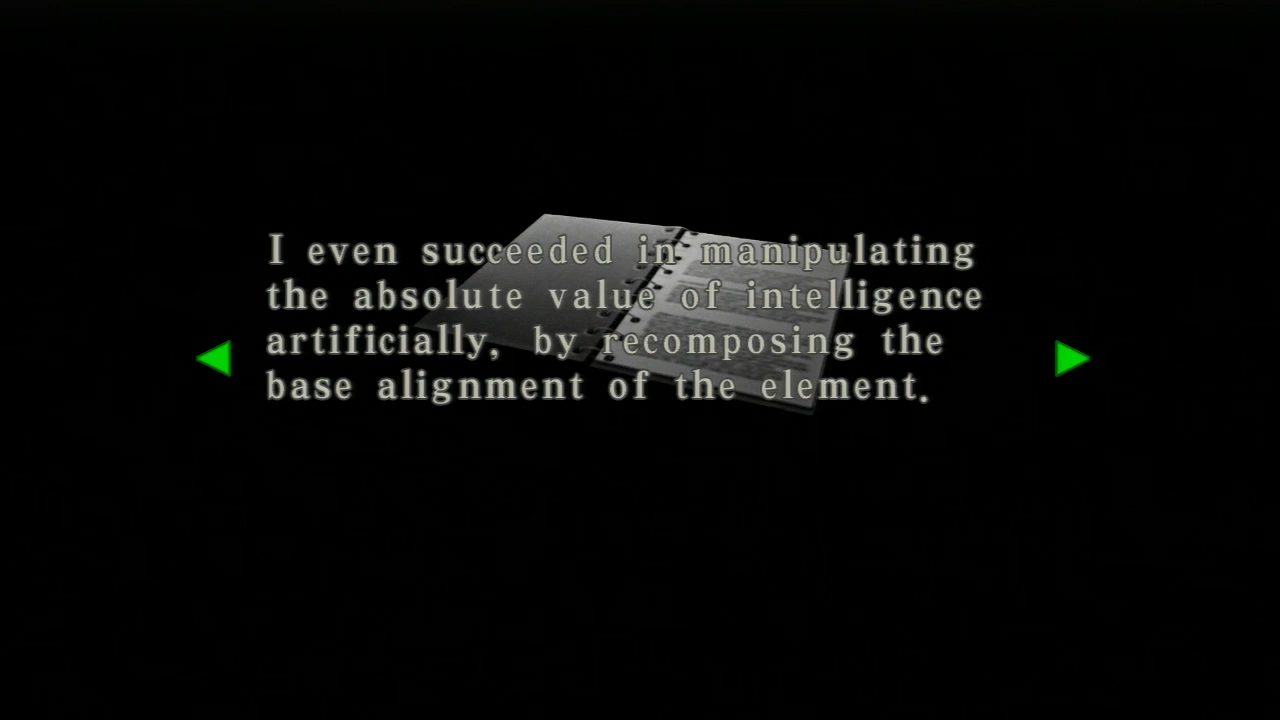 I even succeeded in manipulating
the absolute value of intelligence
artificially, by recomposing the
base alignment of the element.